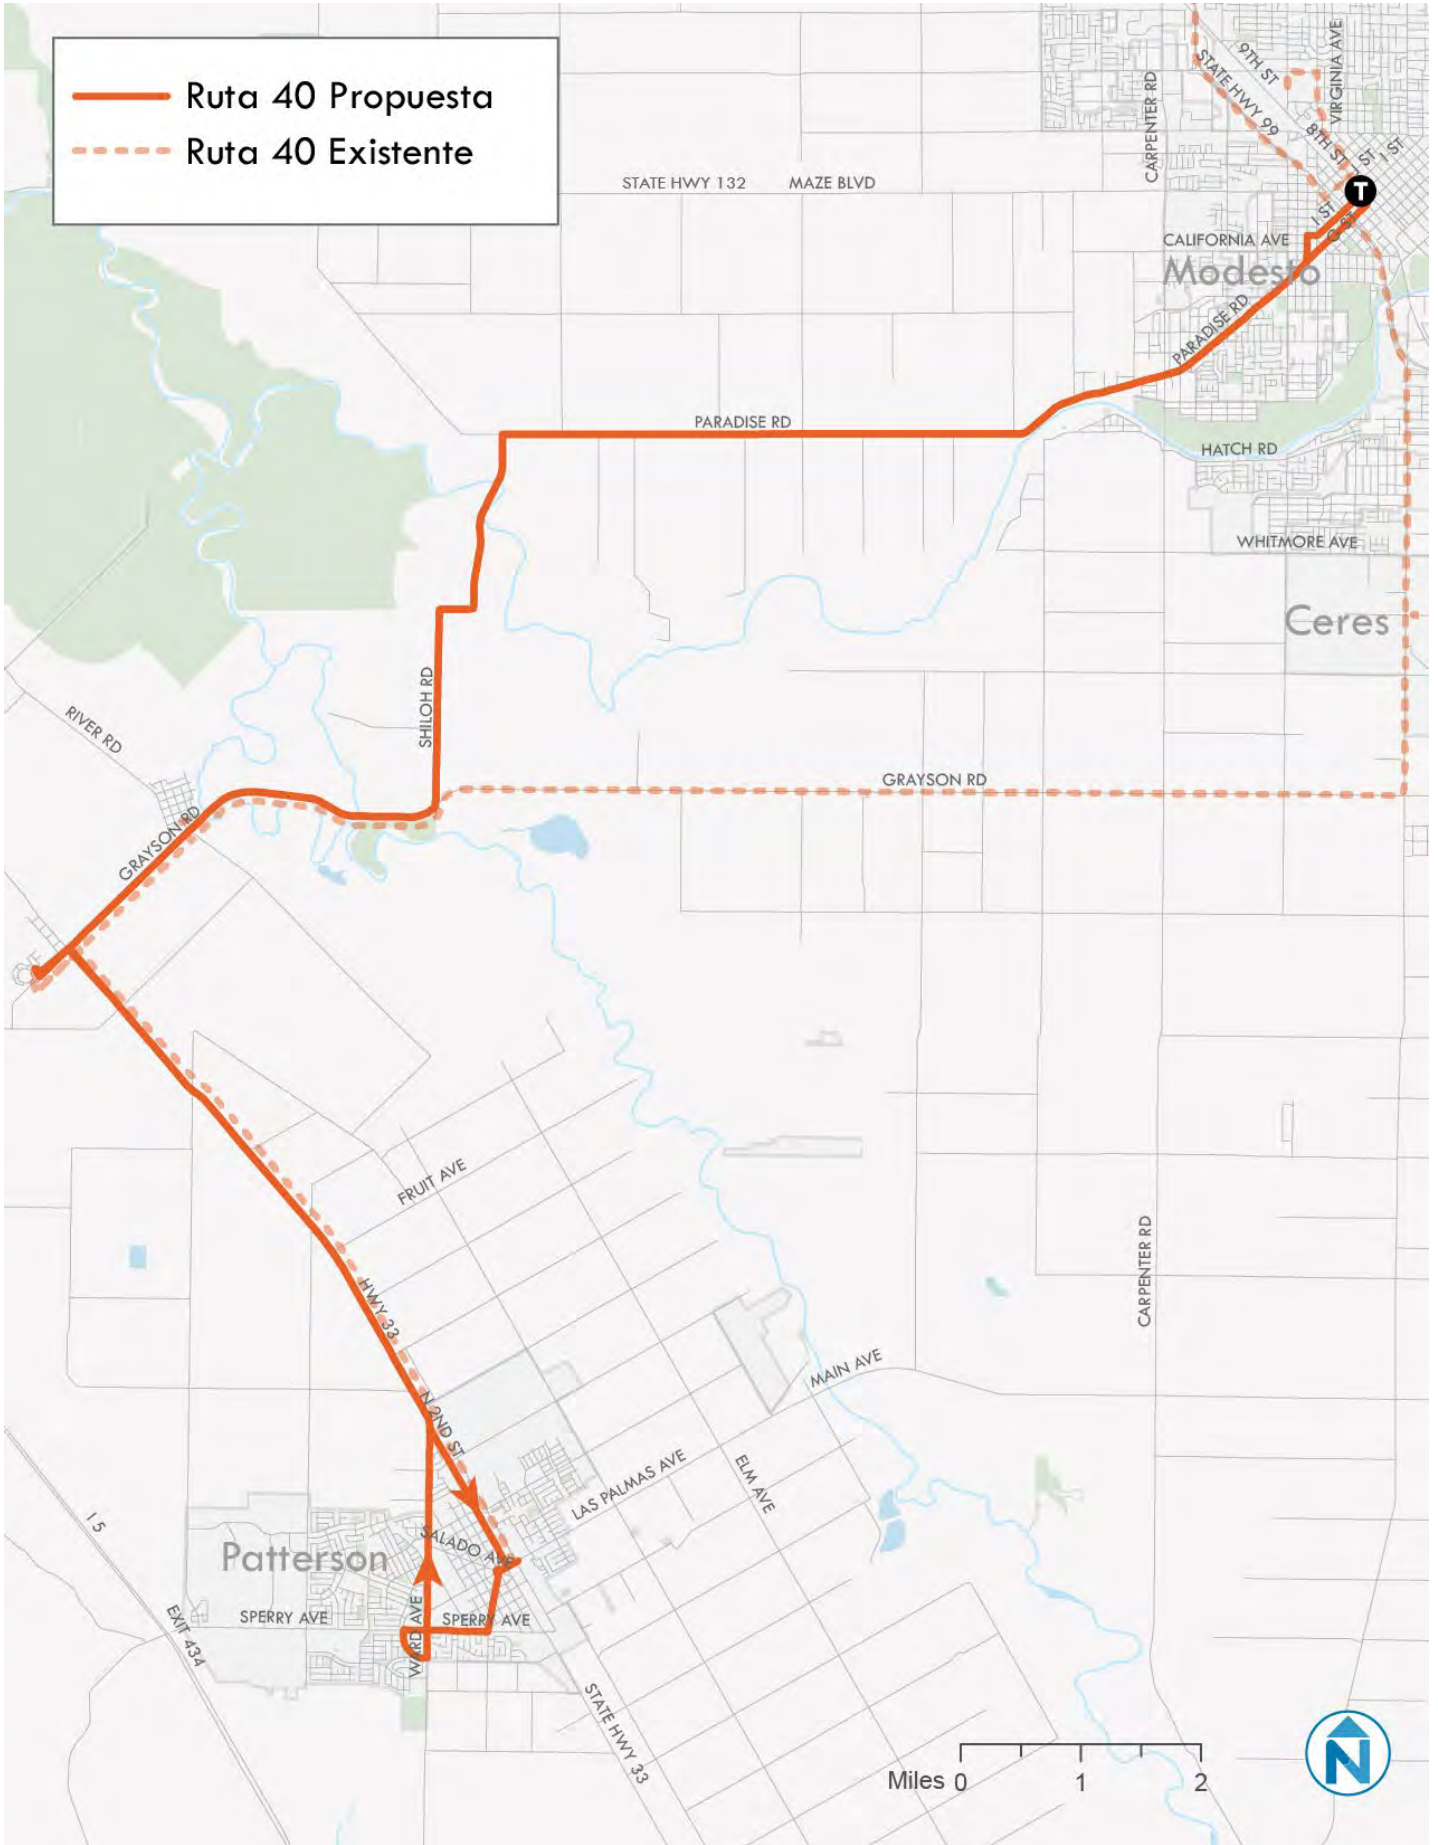 Ruta 40 Propuesta
Ruta 40 Existente
9TH ST
VIRGINIA AVE
STATE HWY 99
CARPENTER RD
8TH ST
ST
I ST
STATE HWY 132
MAZE BLVD
T
I ST
G ST
CALIFORNIA AVE
Modesto
PARADISE RD
PARADISE RD
HATCH RD
WHITMORE AVE
Ceres
SHILOH RD
RIVER RD
GRAYSON RD
GRAYSON RD
FRUIT AVE
HWY 33
CARPENTER RD
MAIN AVE
N 2ND ST
LAS PALMAS AVE
ELM AVE
I 5
SALADO AVE
Patterson
SPERRY AVE
SPERRY AVE
WARD AVE
EXIT 434
STATE HWY 33
N
Miles 0 1 2